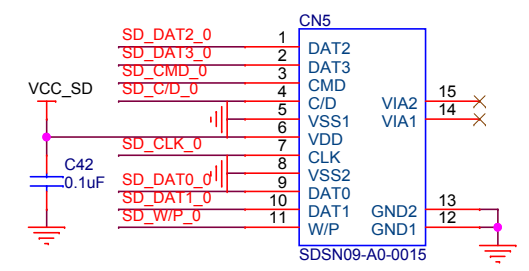 CN5
SD_DAT2_0 1 DAT2
SD_DAT3_0 2 DAT3
SD_CMD_0 3 CMD
SD_C/D_0 4 C/D VIA2 15
VCC_SD 5 VSS1 VIA1 14
6 VDD
SD_CLK_0 7 CLK
C42 8 VSS2
0.1uF SD_DAT0_0 9 DAT0
SD_DAT1_0 10 DAT1 GND2 13
SD_W/P_0 11 W/P GND1 12
SDSN09-A0-0015